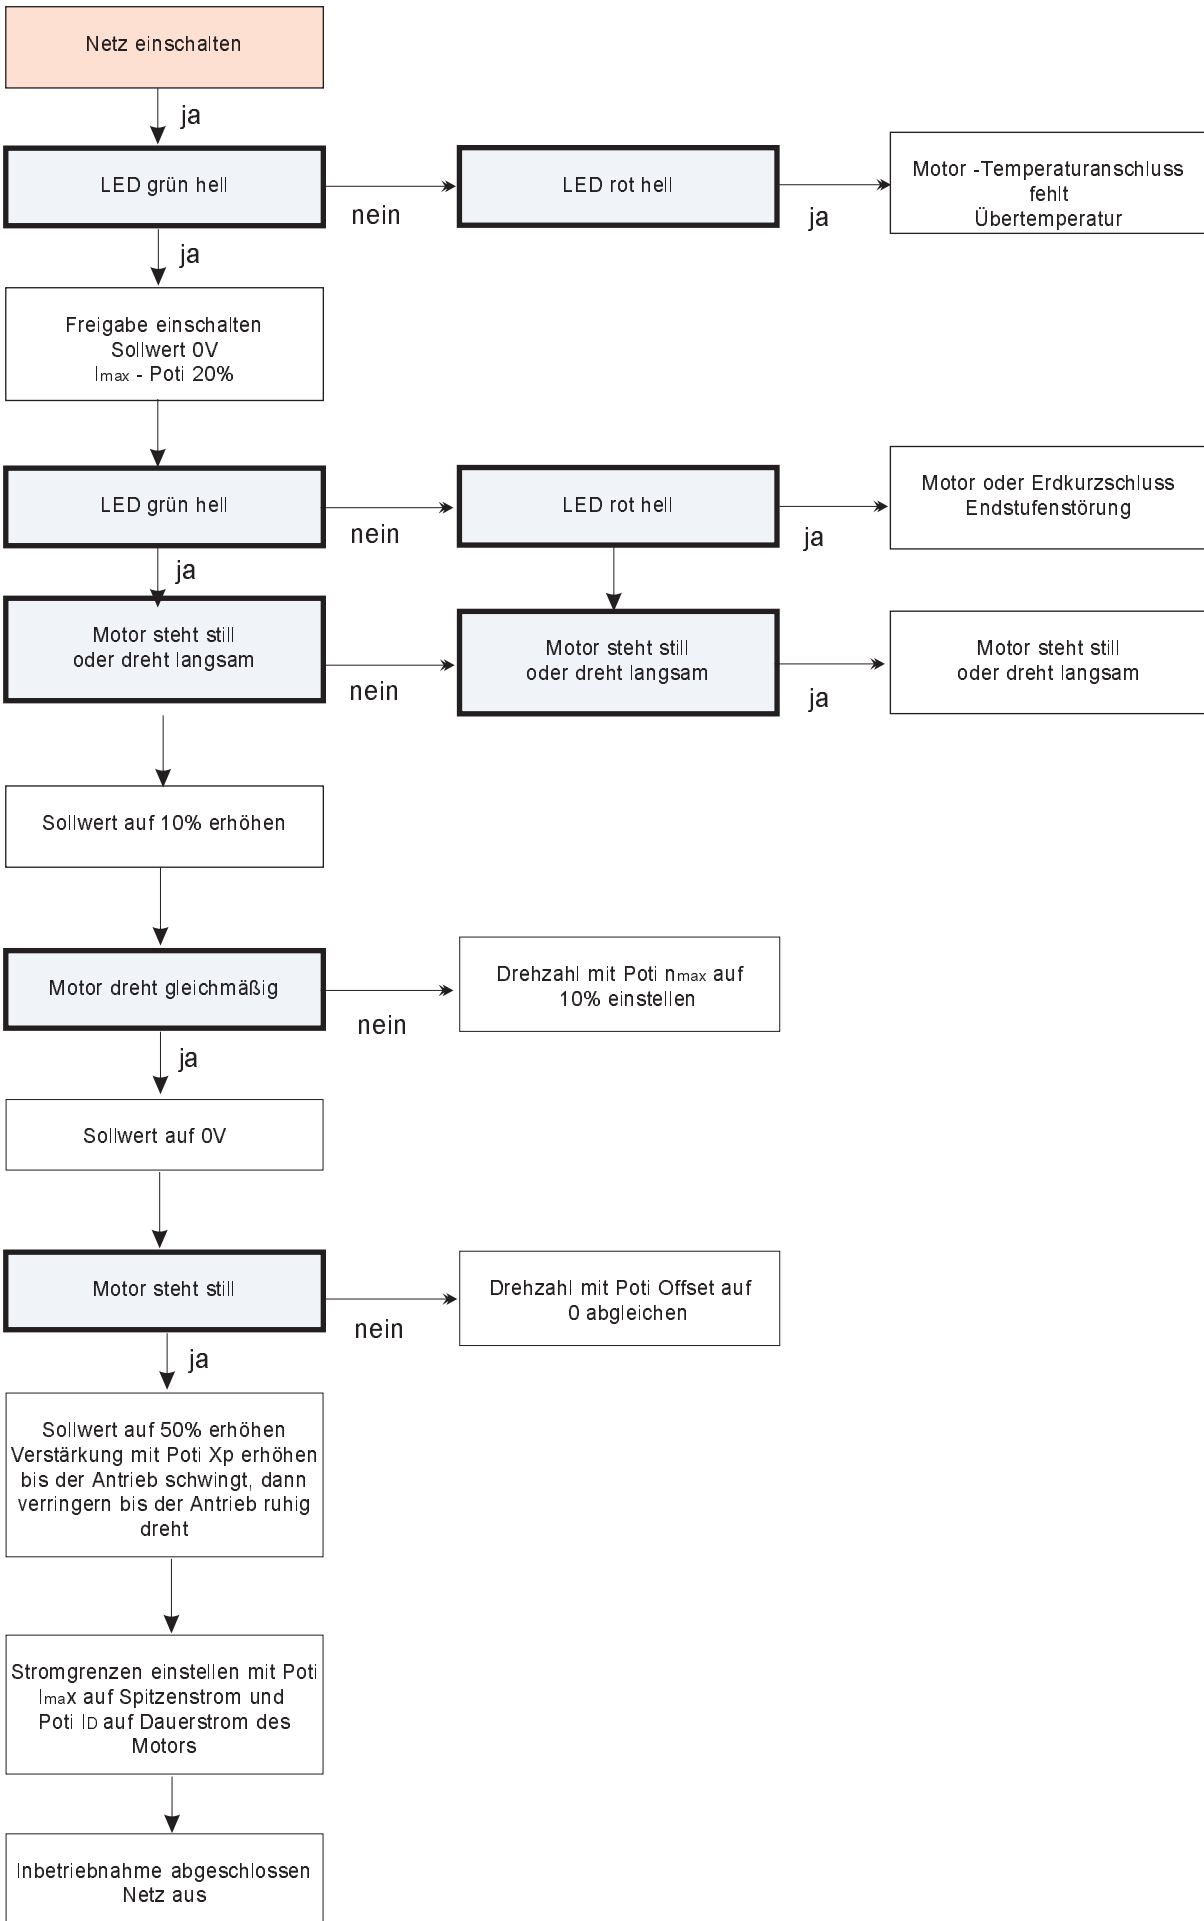 Netz einschalten
ja
LED grün hell
nein
LED rot hell
ja
Motor -Temperaturanschluss
fehlt
Übertemperatur
ja
Freigabe einschalten
Sollwert 0V
Imax - Poti 20%
LED grün hell
nein
LED rot hell
ja
Motor oder Erdkurzschluss
Endstufenstörung
ja
Motor steht still
oder dreht langsam
nein
Motor steht still
oder dreht langsam
ja
Motor steht still
oder dreht langsam
Sollwert auf 10% erhöhen
Motor dreht gleichmäßig
nein
Drehzahl mit Poti nmax auf
10% einstellen
ja
Sollwert auf 0V
Motor steht still
nein
Drehzahl mit Poti Offset auf
0 abgleichen
ja
Sollwert auf 50% erhöhen
Verstärkung mit Poti Xp erhöhen
bis der Antrieb schwingt, dann
verringern bis der Antrieb ruhig
dreht
Stromgrenzen einstellen mit Poti
Imax auf Spitzenstrom und
Poti ID auf Dauerstrom des
Motors
Inbetriebnahme abgeschlossen
Netz aus